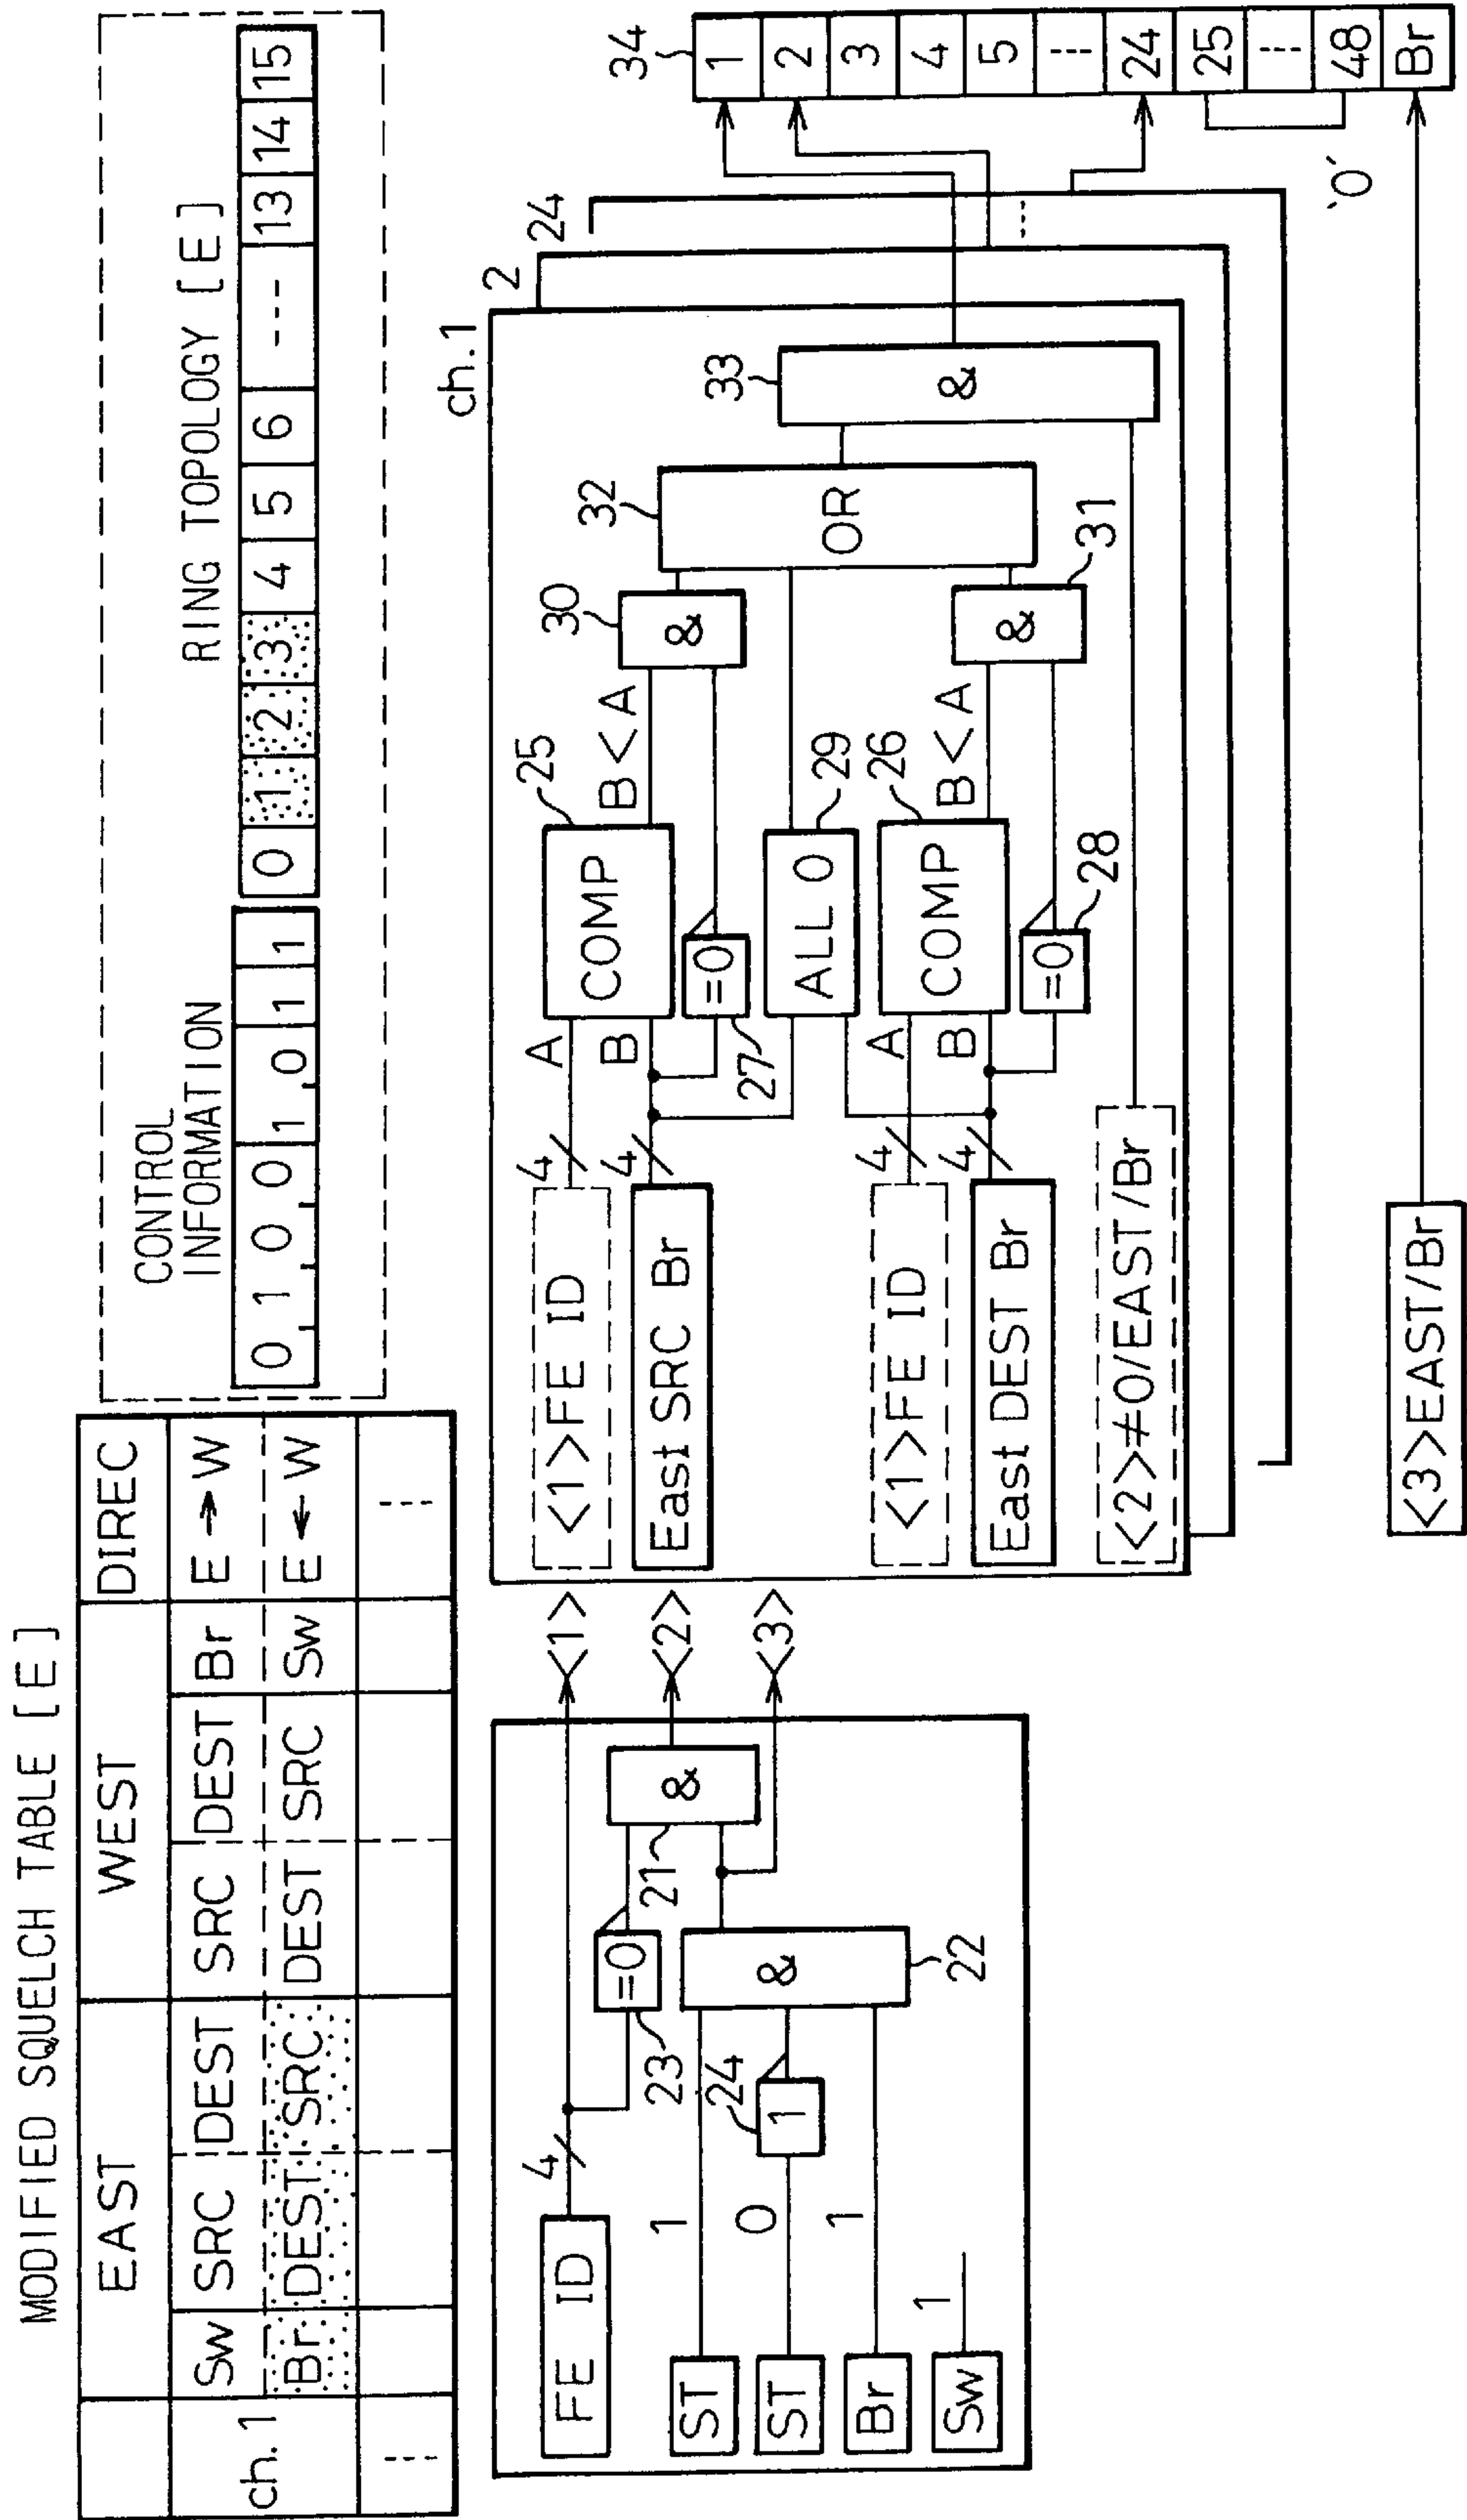 MODIFIED SQUELCH TABLE [E]
EAST WEST DIREC
ch. 1 Sw SRC DEST SRC DEST Br E→W
Br DEST SRC DEST SRC Sw E←W
CONTROL
INFORMATION
0 1 0 0 1 0 1 1
RING TOPOLOGY [E]
0 1 2 3 4 5 6 --- 13 14 15
FE ID
4
=0
23
&
21
ST
1
ST
0
1
24
Br
1
&
22
Sw
1
<1>
<2>
<3>
ch.1
2
24
<1>FE ID
4
A
East SRC Br
4
B
COMP
25
B<A
=0
27
&
30
ALL 0
29
<1>FE ID
4
A
East DEST Br
4
B
COMP
26
B<A
=0
28
&
31
OR
32
&
33
<2>≠0/EAST/Br
<3>EAST/Br
'0'
34
1
2
3
4
5
24
25
48
Br